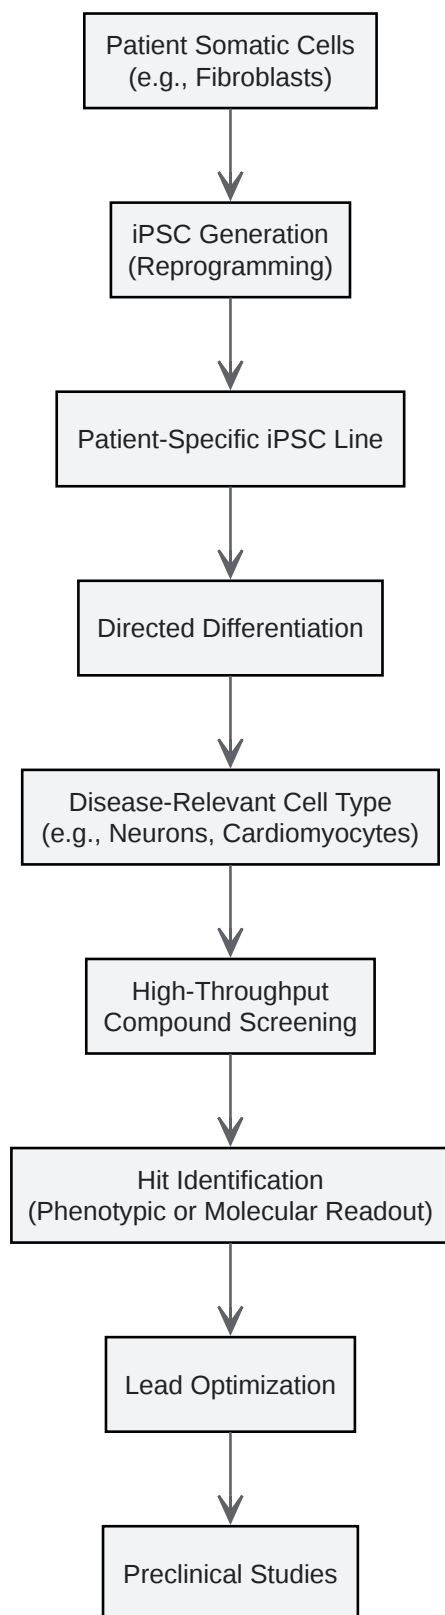 Patient Somatic Cells
(e.g., Fibroblasts)
iPSC Generation
(Reprogramming)
Patient-Specific iPSC Line
Directed Differentiation
Disease-Relevant Cell Type
(e.g., Neurons, Cardiomyocytes)
High-Throughput
Compound Screening
Hit Identification
(Phenotypic or Molecular Readout)
Lead Optimization
Preclinical Studies